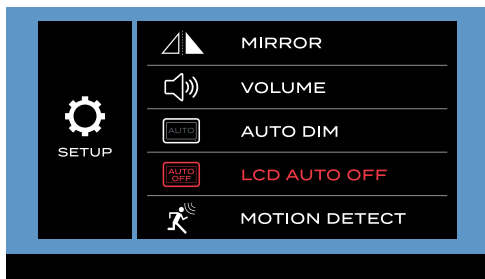 MIRROR
VOLUME
AUTO
AUTO DIM
SETUP
AUTO
OFF
LCD AUTO OFF
MOTION DETECT